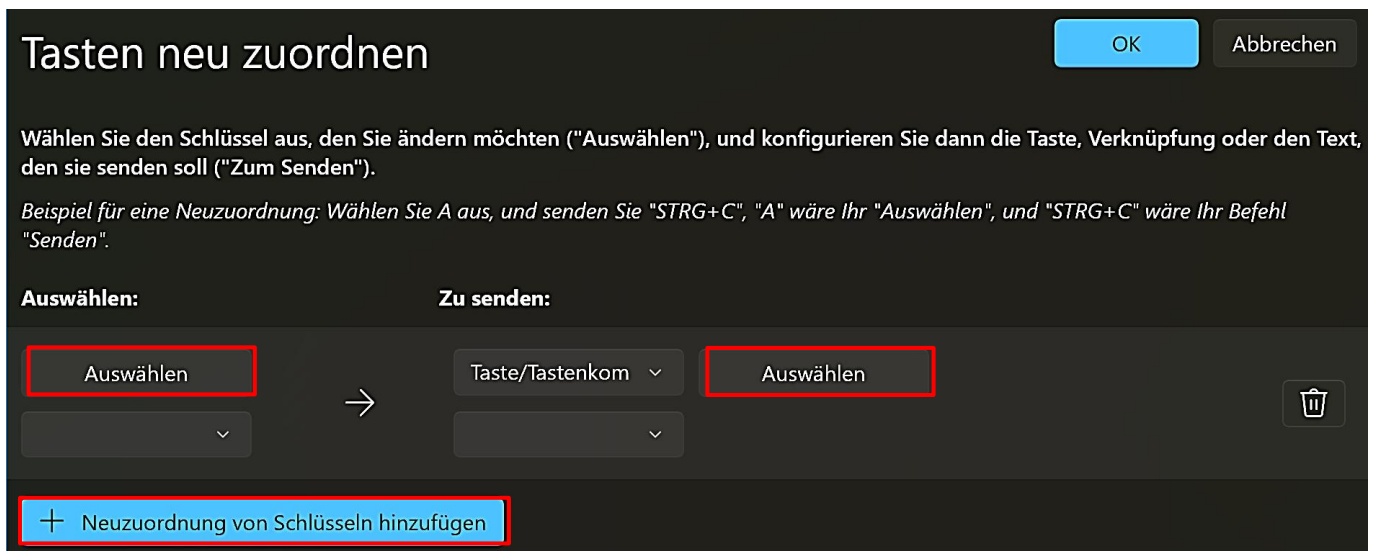 Tasten neu zuordnen
OK
Abbrechen
Wählen Sie den Schlüssel aus, den Sie ändern möchten ("Auswählen"), und konfigurieren Sie dann die Taste, Verknüpfung oder den Text,
den sie senden soll ("Zum Senden").
Beispiel für eine Neuzuordnung: Wählen Sie A aus, und senden Sie "STRG+C", "A" wäre Ihr "Auswählen", und "STRG+C" wäre Ihr Befehl
"Senden".
Auswählen:
Zu senden:
Auswählen
Taste/Tastenkom
Auswählen
Neuzuordnung von Schlüsseln hinzufügen